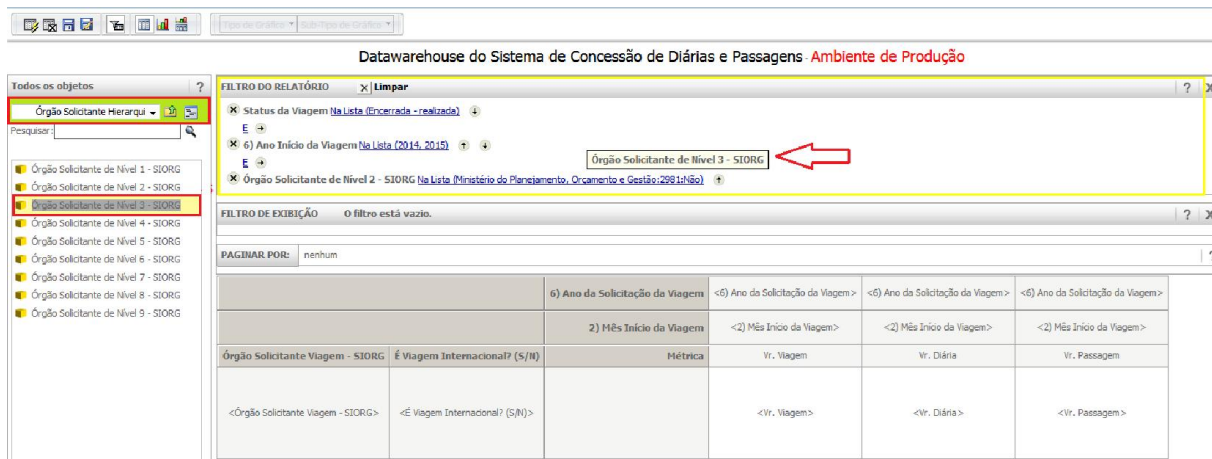 Tipo de Gráfico Sub Tipo de Gráfico
Datawarehouse do Sistema de Concessão de Diárias e Passagens - Ambiente de Produção
Todos os objetos ?
Órgão Solicitante Hierarqui
Pesquisar:
Órgão Solicitante de Nível 1 - SIORG
Órgão Solicitante de Nível 2 - SIORG
Órgão Solicitante de Nível 3 - SIORG
Órgão Solicitante de Nível 4 - SIORG
Órgão Solicitante de Nível 5 - SIORG
Órgão Solicitante de Nível 6 - SIORG
Órgão Solicitante de Nível 7 - SIORG
Órgão Solicitante de Nível 8 - SIORG
Órgão Solicitante de Nível 9 - SIORG
FILTRO DO RELATÓRIO X Limpar ? X
Status da Viagem Na Lista (Encerrada - realizada)
E
6) Ano Início da Viagem Na Lista (2014, 2015)
E
Órgão Solicitante de Nível 3 - SIORG
Órgão Solicitante de Nível 2 - SIORG Na Lista (Ministério do Planejamento, Orçamento e Gestão:2981:Não)
FILTRO DE EXIBIÇÃO O filtro está vazio. ? X
PAGINAR POR: nenhum ?
6) Ano da Solicitação da Viagem <6) Ano da Solicitação da Viagem> <6) Ano da Solicitação da Viagem> <6) Ano da Solicitação da Viagem>
2) Mês Início da Viagem <2) Mês Início da Viagem> <2) Mês Início da Viagem> <2) Mês Início da Viagem>
Órgão Solicitante Viagem - SIORG É Viagem Internacional? (S/N) Métrica Vr. Viagem Vr. Diária Vr. Passagem
<Órgão Solicitante Viagem - SIORG> <É Viagem Internacional? (S/N)> <Vr. Viagem> <Vr. Diária> <Vr. Passagem>